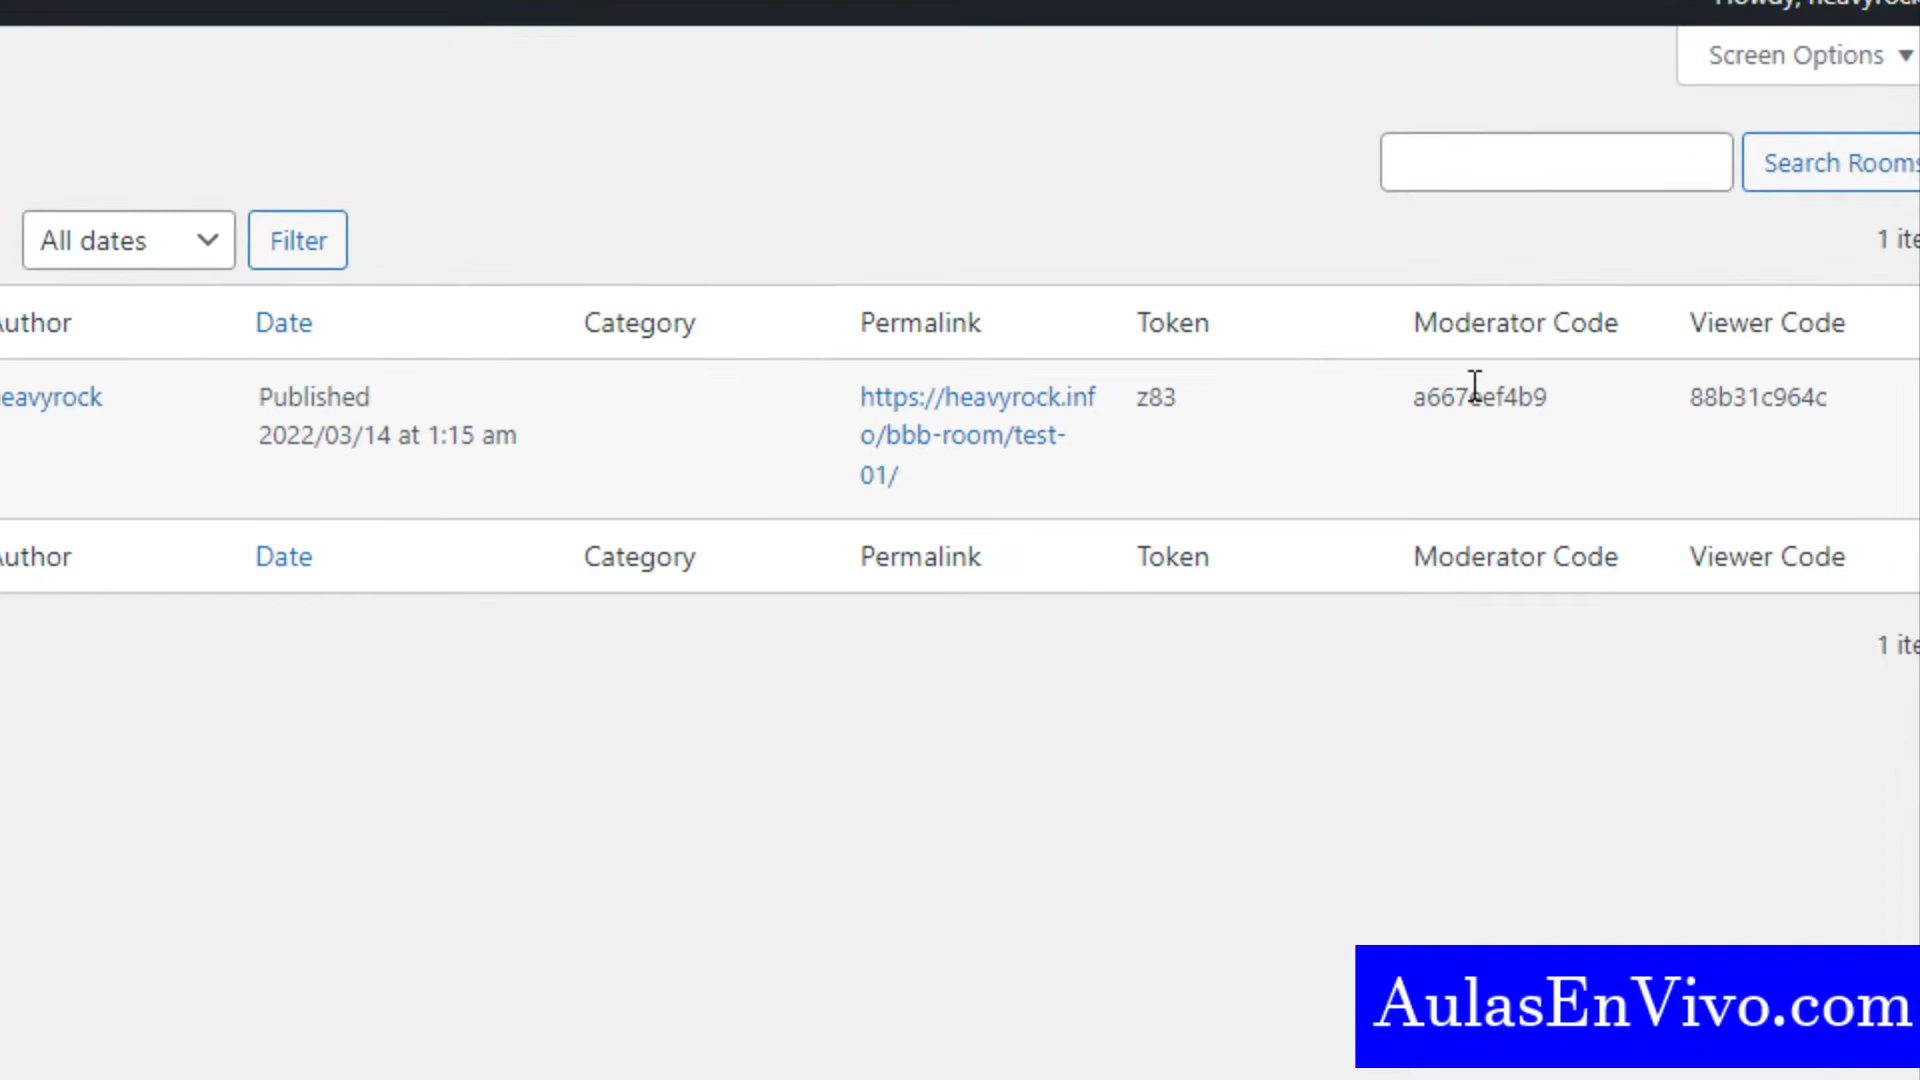 Screen Options
Search Rooms
All dates
Filter
1 ite
Author Date Category Permalink Token Moderator Code Viewer Code
eavyrock Published https://heavyrock.inf z83 88b31c964c
2022/03/14 at 1:15 am o/bbb-room/test-
01/
Author Date Category Permalink Token Moderator Code Viewer Code
1 ite
AulasEnVivo.com